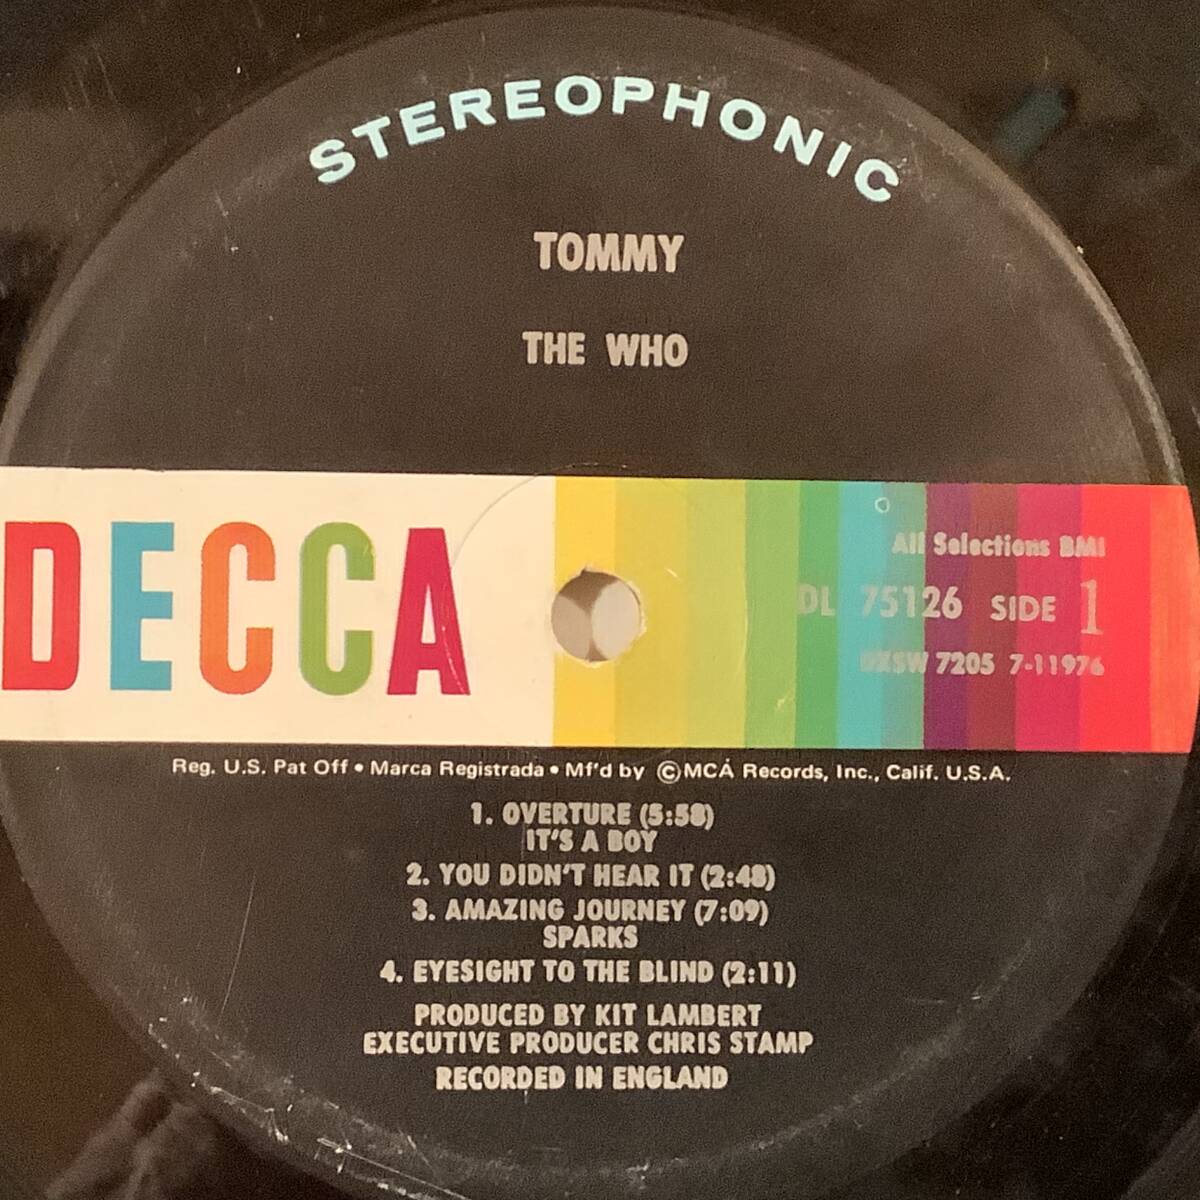 STEREOPHONIC
TOMMY
THE WHO
DECCA
All Selections BMI
DL 75126 SIDE 1
DXSW 7205 7-11976
Reg. U.S. Pat Off • Marca Registrada • Mf'd by ©MCA Records, Inc., Calif. U.S.A.
1. OVERTURE (5:58)
IT'S A BOY
2. YOU DIDN'T HEAR IT (2:48)
3. AMAZING JOURNEY (7:09)
SPARKS
4. EYESIGHT TO THE BLIND (2:11)
PRODUCED BY KIT LAMBERT
EXECUTIVE PRODUCER CHRIS STAMP
RECORDED IN ENGLAND